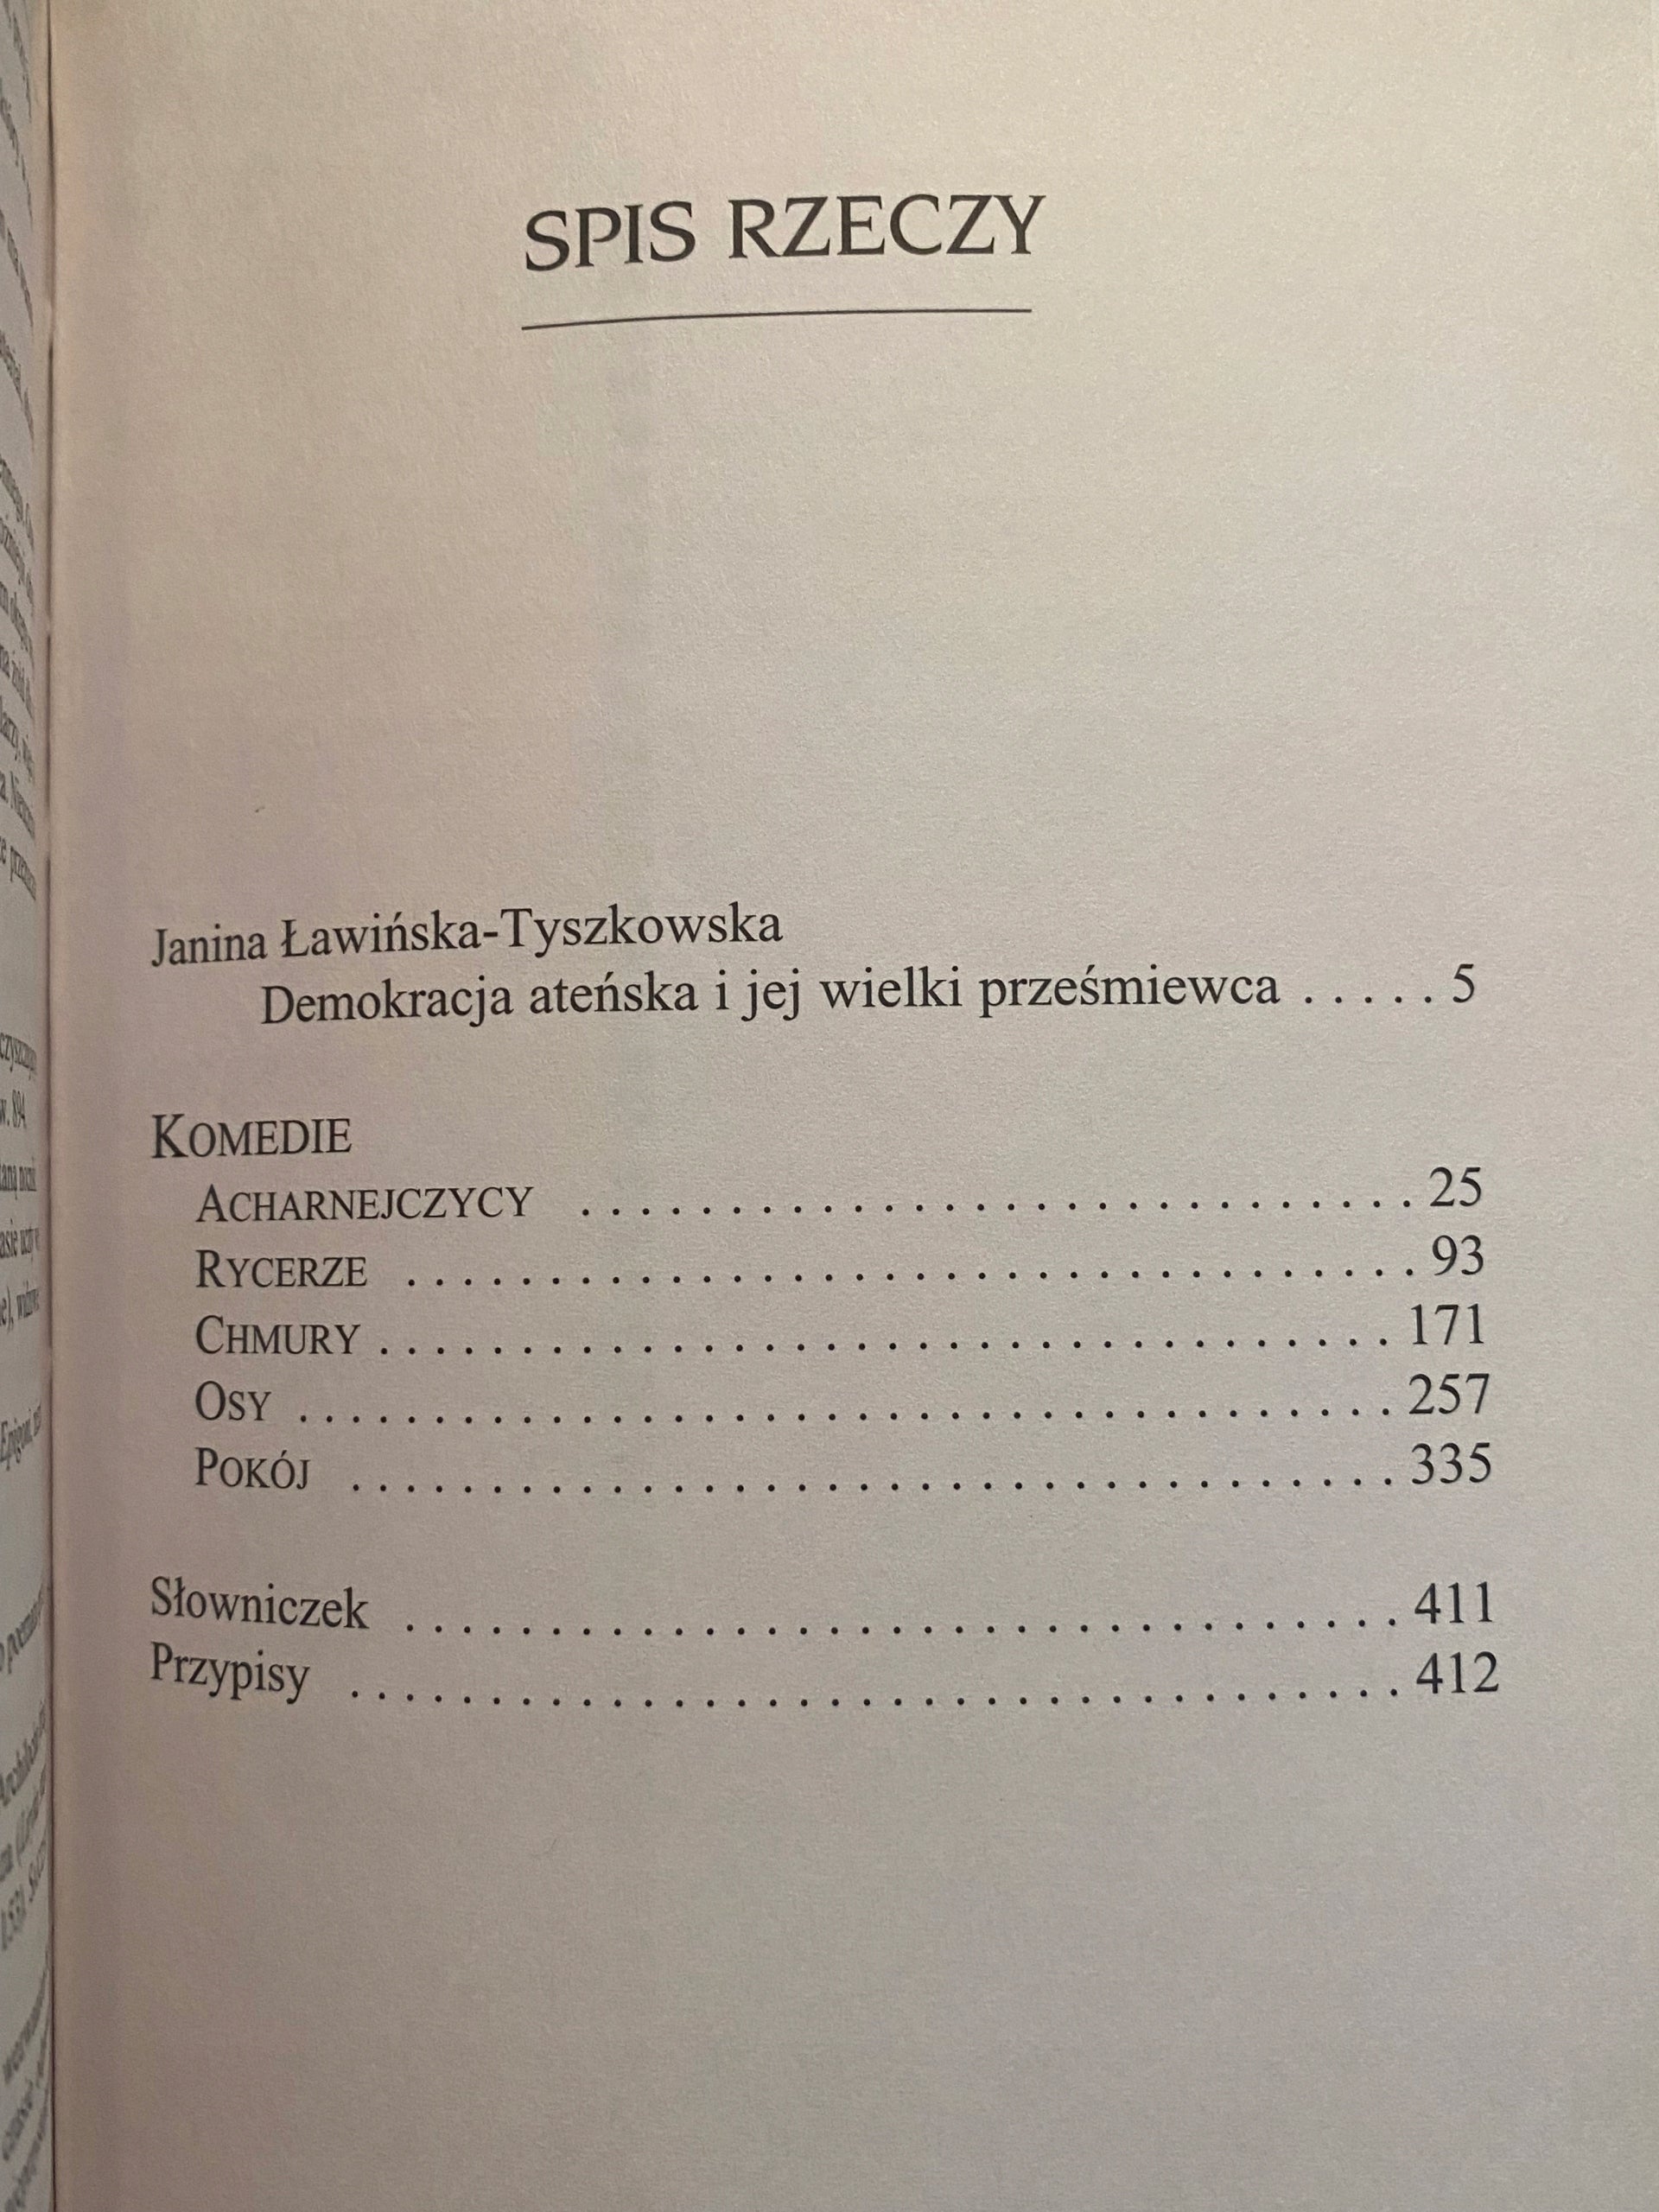 SPIS RZECZY
Janina Ławińska-Tyszkowska
Demokracja ateńska i jej wielki prześmiewca . . . . . 5
KOMEDIE
ACHARNEJCZYCY . . . . . . . . . . . . . . . . . . . . . . . . . . . . 25
RYCERZE . . . . . . . . . . . . . . . . . . . . . . . . . . . . . . . . . . 93
CHMURY . . . . . . . . . . . . . . . . . . . . . . . . . . . . . . . . . . 171
OSY . . . . . . . . . . . . . . . . . . . . . . . . . . . . . . . . . . . . . 257
POKÓJ . . . . . . . . . . . . . . . . . . . . . . . . . . . . . . . . . . . 335
Słowniczek . . . . . . . . . . . . . . . . . . . . . . . . . . . . . . . . . 411
Przypisy . . . . . . . . . . . . . . . . . . . . . . . . . . . . . . . . . . . 412